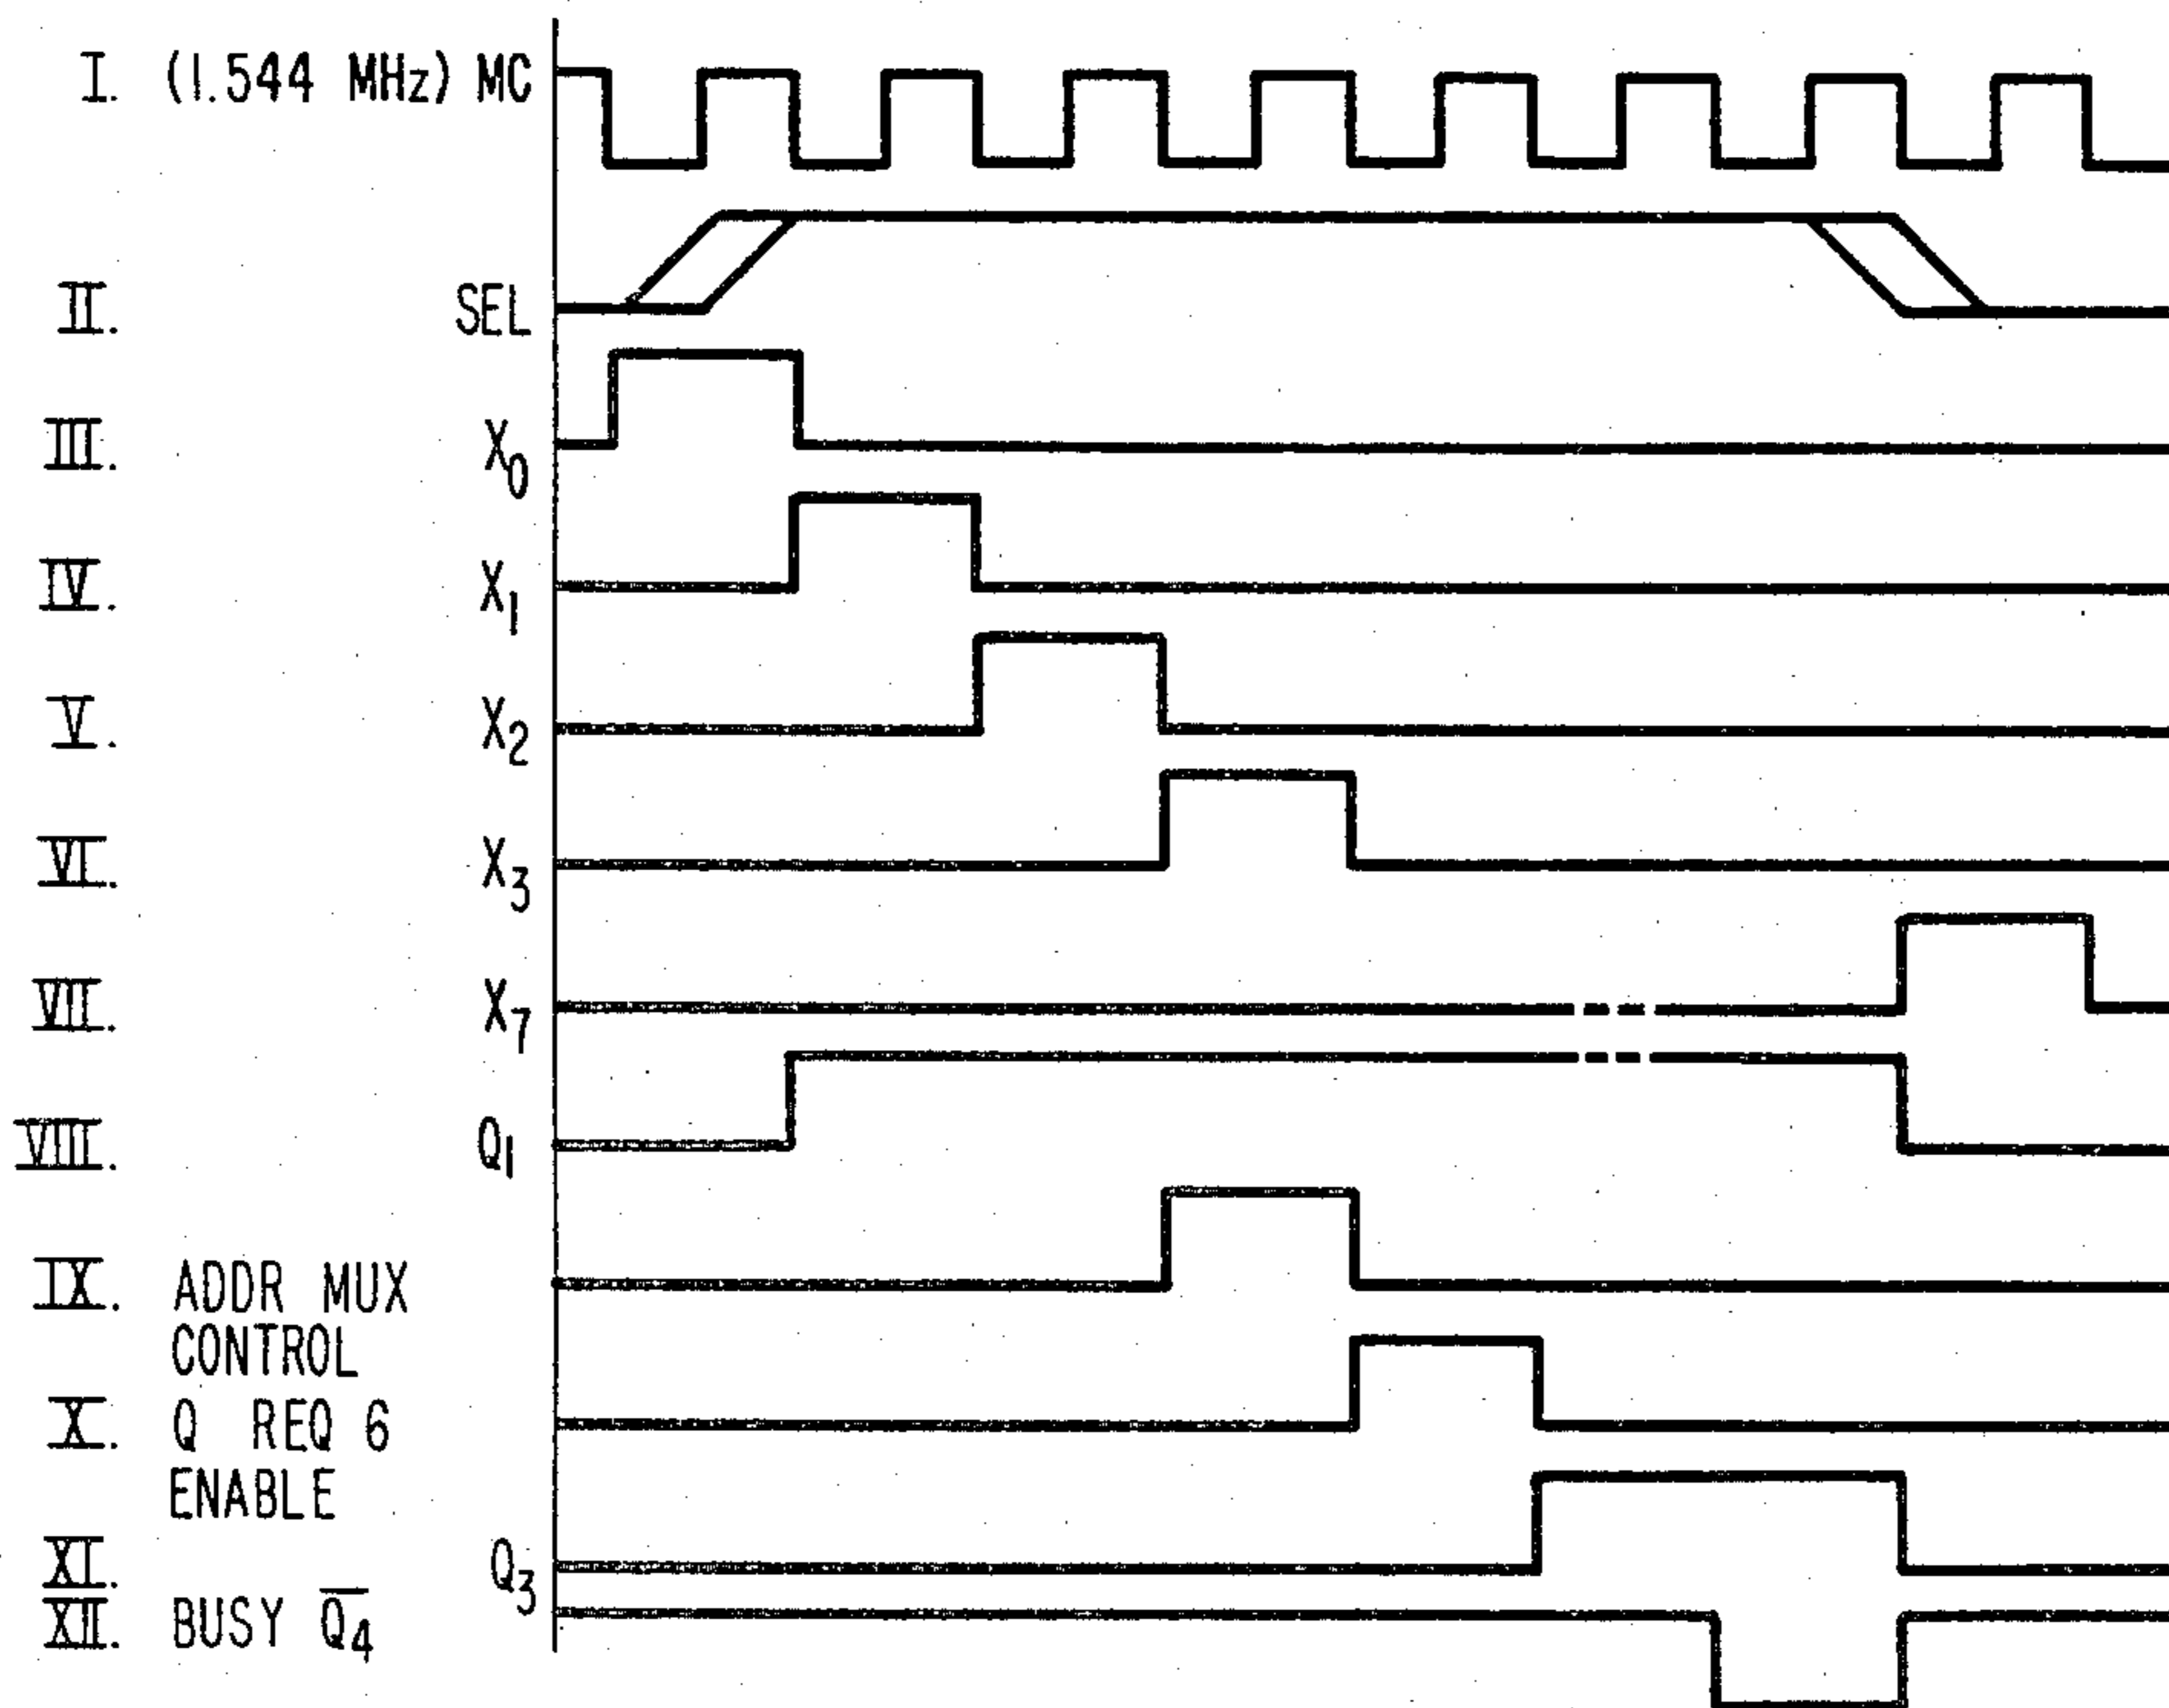 I. (1.544 MHz) MC
II. SEL
III. X0
IV. X1
V. X2
VI. X3
VII. X7
VIII. Q1
IX. ADDR MUX
CONTROL
X. Q REQ 6
ENABLE
XI. Q3
XII. BUSY Q̅4